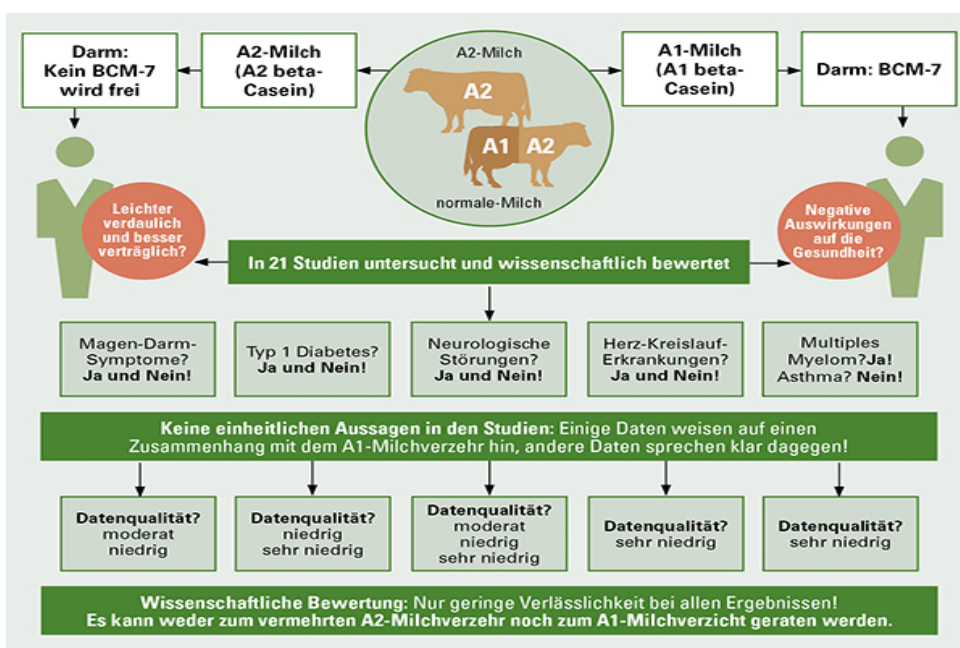 Darm:
Kein BCM-7
wird frei
A2-Milch
(A2 beta-
Casein)
A2-Milch
A2
A1
A2
normale-Milch
A1-Milch
(A1 beta-
Casein)
Darm: BCM-7
Leichter
verdaulich
und besser
verträglich?
Negative
Auswirkungen
auf die
Gesundheit?
In 21 Studien untersucht und wissenschaftlich bewertet
Magen-Darm-
Symptome?
Ja und Nein!
Typ 1 Diabetes?
Ja und Nein!
Neurologische
Störungen?
Ja und Nein!
Herz-Kreislauf-
Erkrankungen?
Ja und Nein!
Multiples
Myelom?Ja!
Asthma? Nein!
Keine einheitlichen Aussagen in den Studien: Einige Daten weisen auf einen
Zusammenhang mit dem A1-Milchverzehr hin, andere Daten sprechen klar dagegen!
Datenqualität?
moderat
niedrig
Datenqualität?
niedrig
sehr niedrig
Datenqualität?
moderat
niedrig
sehr niedrig
Datenqualität?
sehr niedrig
Datenqualität?
sehr niedrig
Wissenschaftliche Bewertung: Nur geringe Verlässlichkeit bei allen Ergebnissen!
Es kann weder zum vermehrten A2-Milchverzehr noch zum A1-Milchverzicht geraten werden.